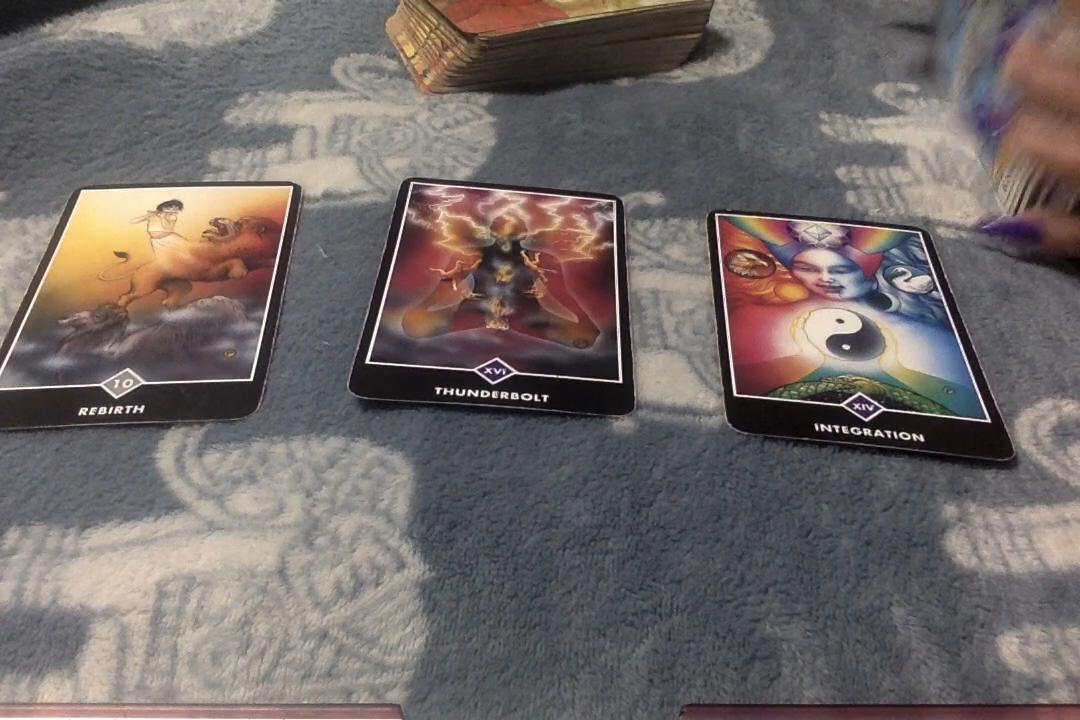 10
REBIRTH
XVI
THUNDERBOLT
XIV
INTEGRATION